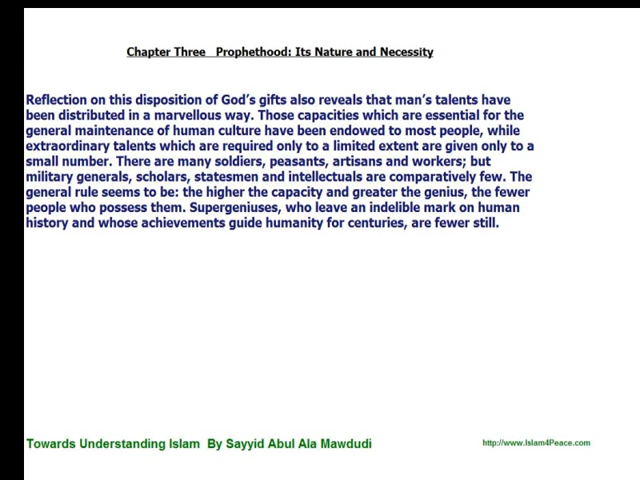 Chapter Three   Prophethood: Its Nature and Necessity
Reflection on this disposition of God's gifts also reveals that man's talents have
been distributed in a marvellous way. Those capacities which are essential for the
general maintenance of human culture have been endowed to most people, while
extraordinary talents which are required only to a limited extent are given only to a
small number. There are many soldiers, peasants, artisans and workers; but
military generals, scholars, statesmen and intellectuals are comparatively few. The
general rule seems to be: the higher the capacity and greater the genius, the fewer
people who possess them. Supergeniuses, who leave an indelible mark on human
history and whose achievements guide humanity for centuries, are fewer still.
Towards Understanding Islam  By Sayyid Abul Ala Mawdudi
http://www.Islam4Peace.com